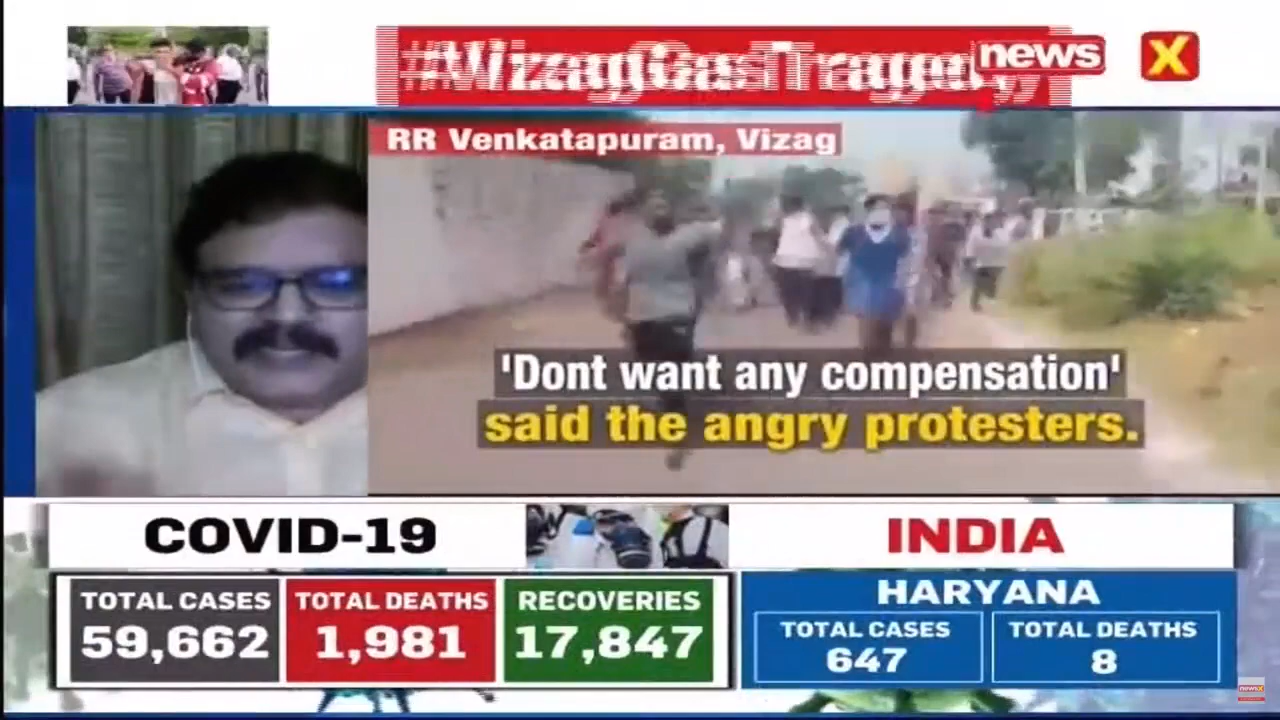 #VizagGasTragedy
news X
RR Venkatapuram, Vizag
'Dont want any compensation'
said the angry protesters.
COVID-19
INDIA
TOTAL CASES
59,662
TOTAL DEATHS
1,981
RECOVERIES
17,847
HARYANA
TOTAL CASES
647
TOTAL DEATHS
8
newsX